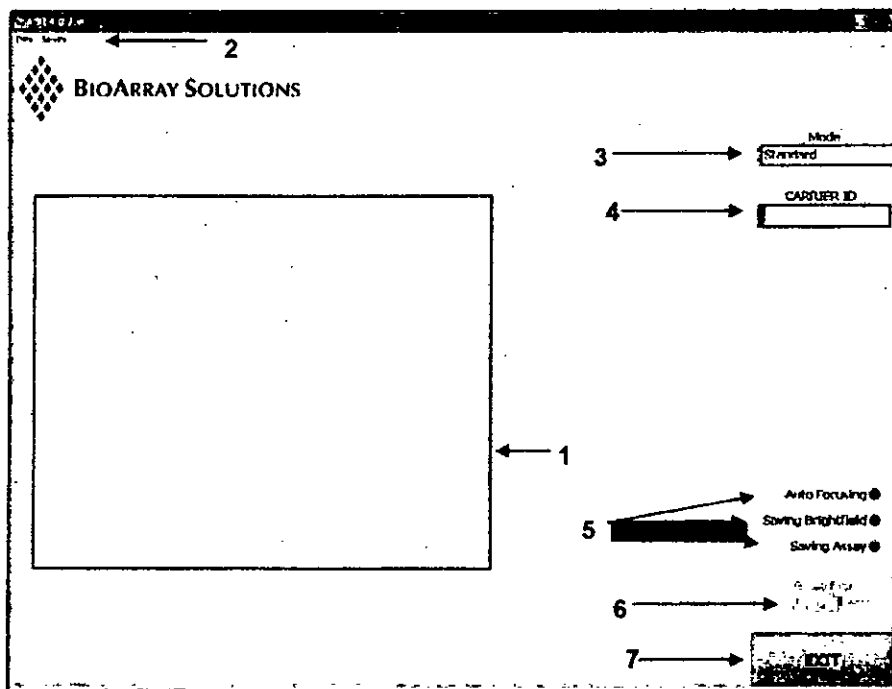 2
BIOARRAY SOLUTIONS
Mode
3
Standard
CARRIER ID
4
1
Auto Focusing
5
Saving Brightfield
Saving Assay
6
7
EXIT